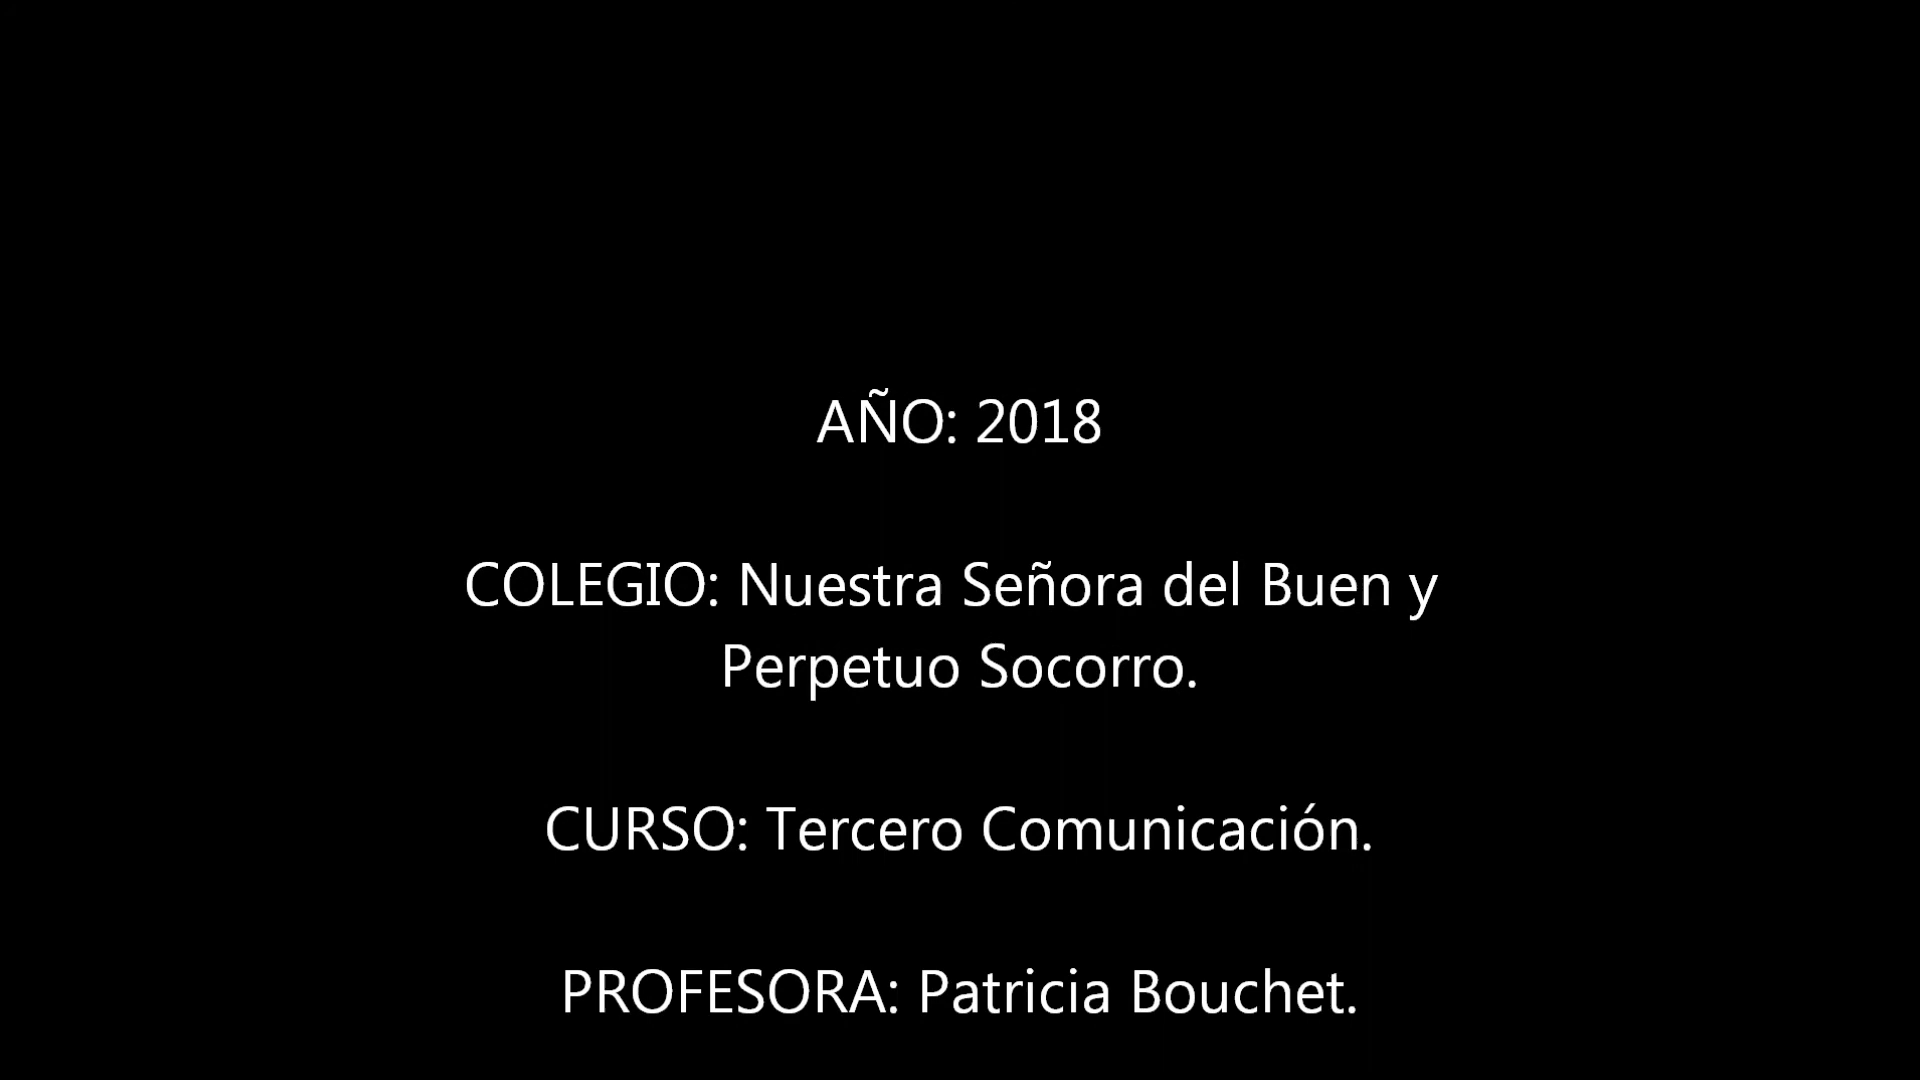 AÑO: 2018
COLEGIO: Nuestra Señora del Buen y
Perpetuo Socorro.
CURSO: Tercero Comunicación.
PROFESORA: Patricia Bouchet.